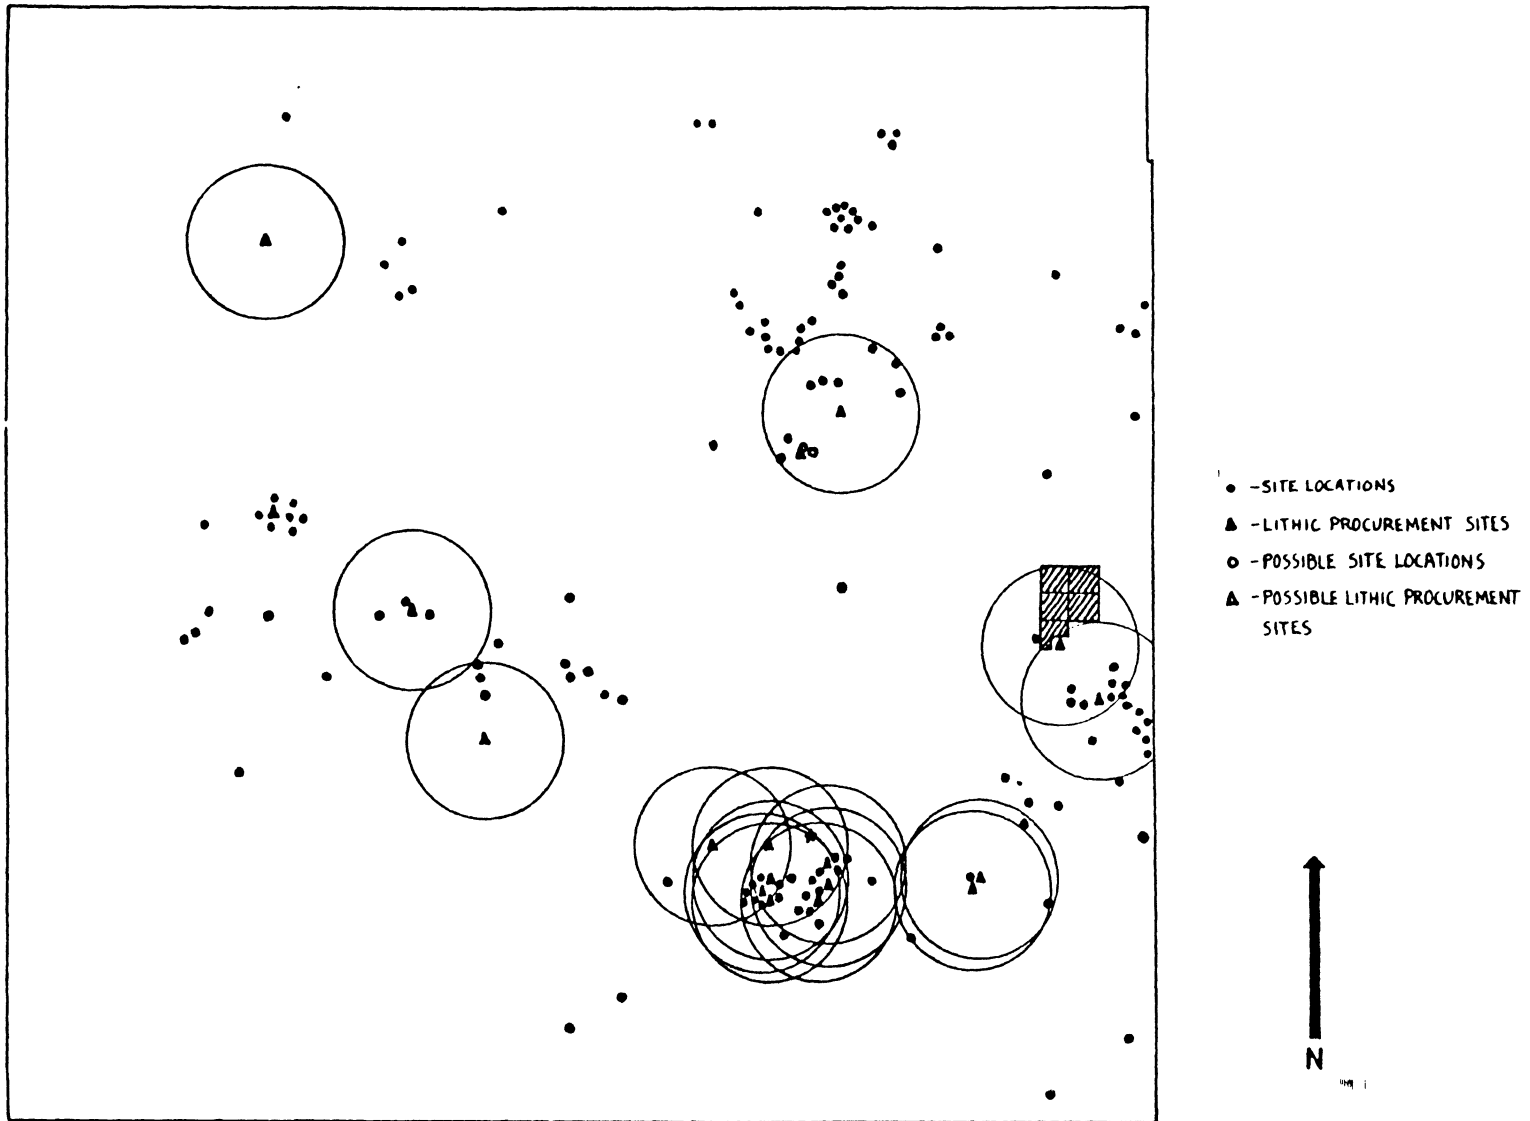 -SITE LOCATIONS
-LITHIC PROCUREMENT SITES
-POSSIBLE SITE LOCATIONS
-POSSIBLE LITHIC PROCUREMENT
SITES
N